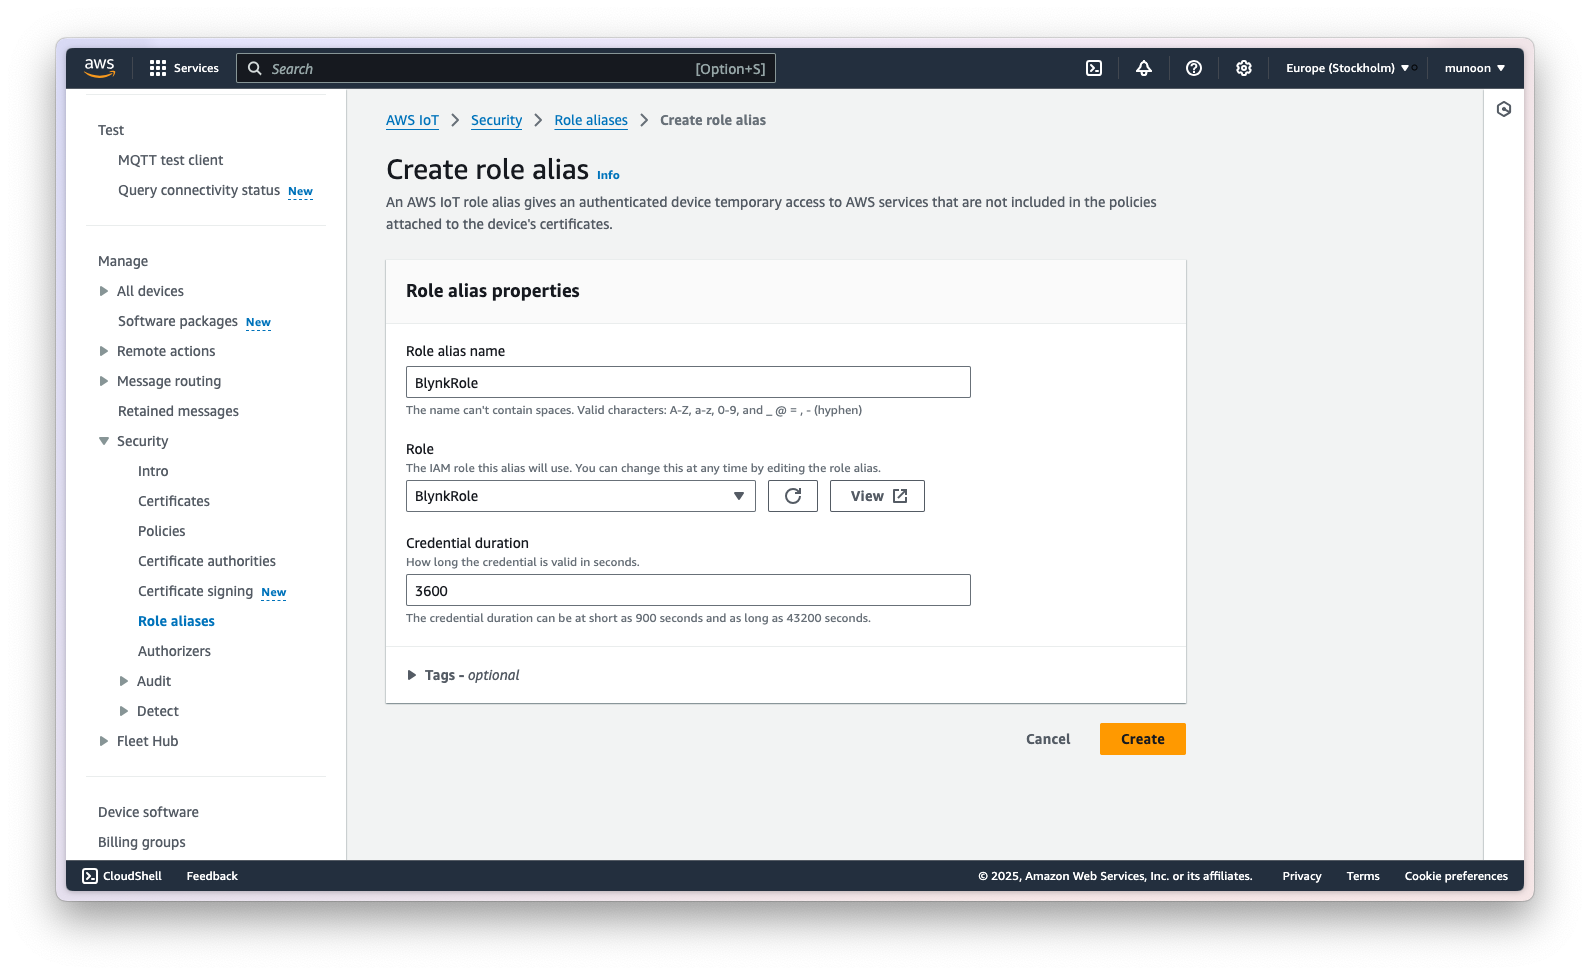 aws
Services
Search
[Option+S]
Europe (Stockholm)
munoon
Test
MQTT test client
Query connectivity status New
Manage
All devices
Software packages New
Remote actions
Message routing
Retained messages
Security
Intro
Certificates
Policies
Certificate authorities
Certificate signing New
Role aliases
Authorizers
Audit
Detect
Fleet Hub
Device software
Billing groups
AWS IoT > Security > Role aliases > Create role alias
Create role alias Info
An AWS IoT role alias gives an authenticated device temporary access to AWS services that are not included in the policies
attached to the device's certificates.
Role alias properties
Role alias name
BlynkRole
The name can't contain spaces. Valid characters: A-Z, a-z, 0-9, and _ @ = , - (hyphen)
Role
The IAM role this alias will use. You can change this at any time by editing the role alias.
BlynkRole
View
Credential duration
How long the credential is valid in seconds.
3600
The credential duration can be at short as 900 seconds and as long as 43200 seconds.
Tags - optional
Cancel
Create
CloudShell
Feedback
© 2025, Amazon Web Services, Inc. or its affiliates.
Privacy
Terms
Cookie preferences